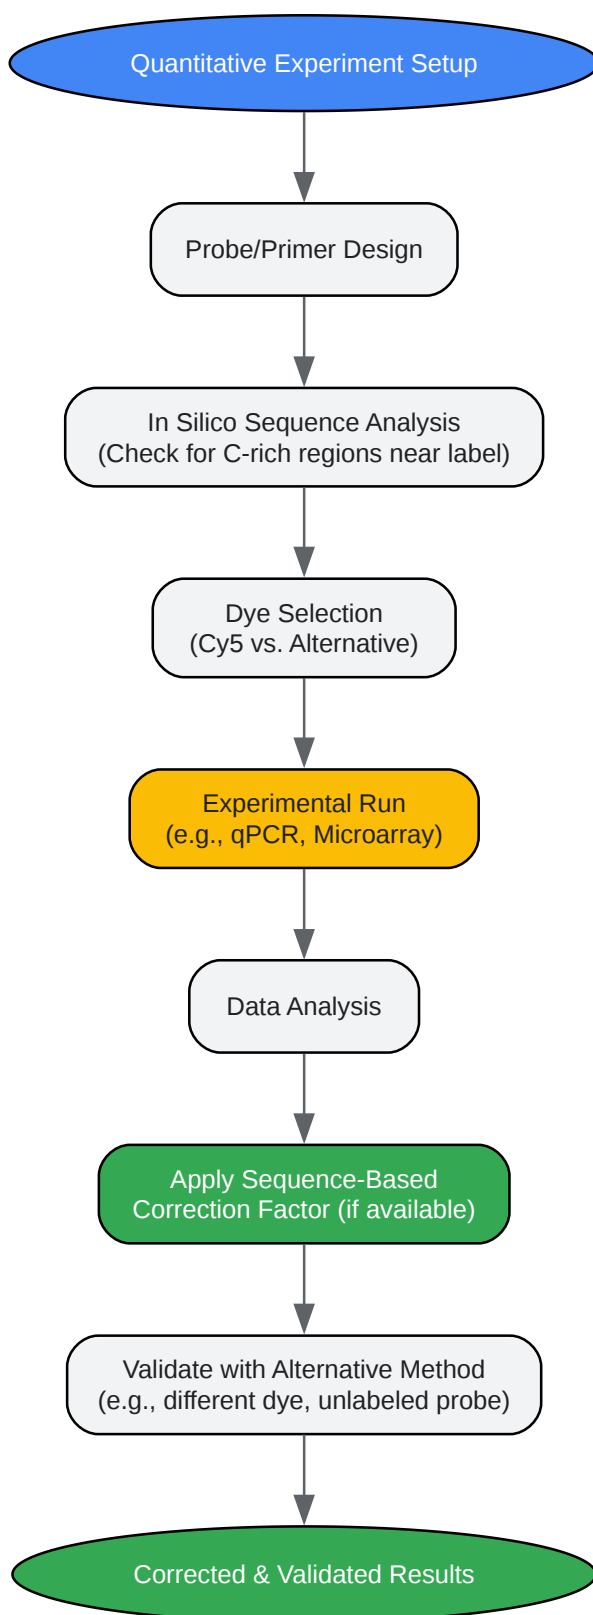 Quantitative Experiment Setup
Probe/Primer Design
In Silico Sequence Analysis
(Check for C-rich regions near label)
Dye Selection
(Cy5 vs. Alternative)
Experimental Run
(e.g., qPCR, Microarray)
Data Analysis
Apply Sequence-Based
Correction Factor (if available)
Validate with Alternative Method
(e.g., different dye, unlabeled probe)
Corrected & Validated Results